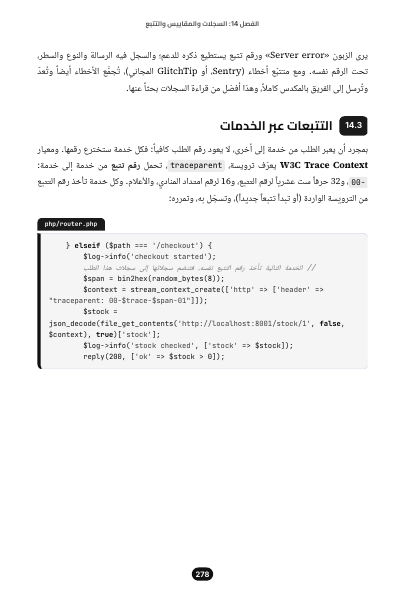 الفصل 14: السجلات والمقاييس والتتبع
يرى الزبون «Server error» ورقم تتبع يستطيع ذكره للدعم؛ والسجل فيه الرسالة والنوع والسطر،
تحت الرقم نفسه. ومع متتبّع أخطاء (Sentry، أو GlitchTip المجاني)، تُجمَّع الأخطاء أيضاً وتُعدّ
وتُرسل إلى الفريق بالمكدس كاملاً، وهذا أفضل من قراءة السجلات بحثاً عنها.
14.3 التتبعات عبر الخدمات
بمجرد أن يعبر الطلب من خدمة إلى أخرى، لا يعود رقم الطلب كافياً: فكل خدمة ستخترع رقمها. ومعيار
W3C Trace Context يعرّف ترويسة، traceparent، تحمل رقم تتبع من خدمة إلى خدمة:
00-، و32 حرفاً ست عشرياً لرقم التتبع، و16 لرقم امتداد المنادي، والأعلام. وكل خدمة تأخذ رقم التتبع
من الترويسة الواردة (أو تبدأ تتبعاً جديداً)، وتسجّل به، وتمرره:
php/router.php
} elseif ($path === '/checkout') {
$log->info('checkout started');
// الخدمة التالية تأخذ رقم التتبع نفسه، فتنضم سجلاتها إلى سجلات هذا الطلب
$span = bin2hex(random_bytes(8));
$context = stream_context_create(['http' => ['header' =>
"traceparent: 00-$trace-$span-01"]]);
$stock =
json_decode(file_get_contents('http://localhost:8001/stock/1', false,
$context), true)['stock'];
$log->info('stock checked', ['stock' => $stock]);
reply(200, ['ok' => $stock > 0]);
278